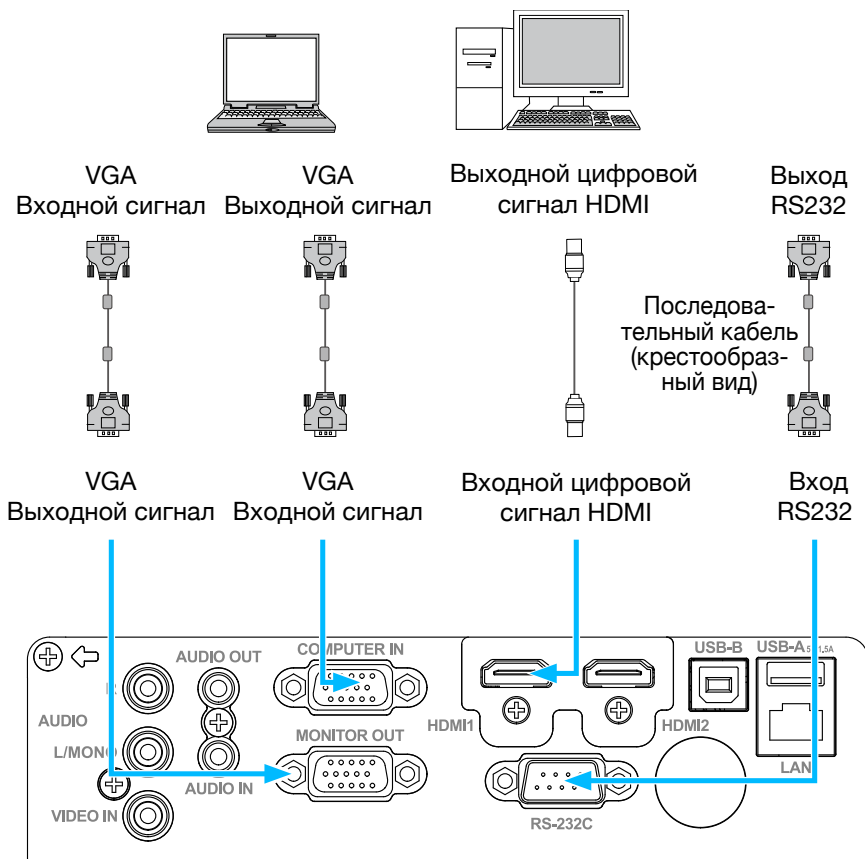 VGA
Входной сигнал
VGA
Выходной сигнал
Выходной цифровой
сигнал HDMI
Выход
RS232
Последова-
тельный кабель
(крестообраз-
ный вид)
VGA
Выходной сигнал
VGA
Входной сигнал
Входной цифровой
сигнал HDMI
Вход
RS232
AUDIO OUT
COMPUTER IN
USB-B
USB-A 5V1.5A
R
AUDIO
L/MONO
AUDIO IN
VIDEO IN
MONITOR OUT
HDMI1
HDMI2
LAN
RS-232C